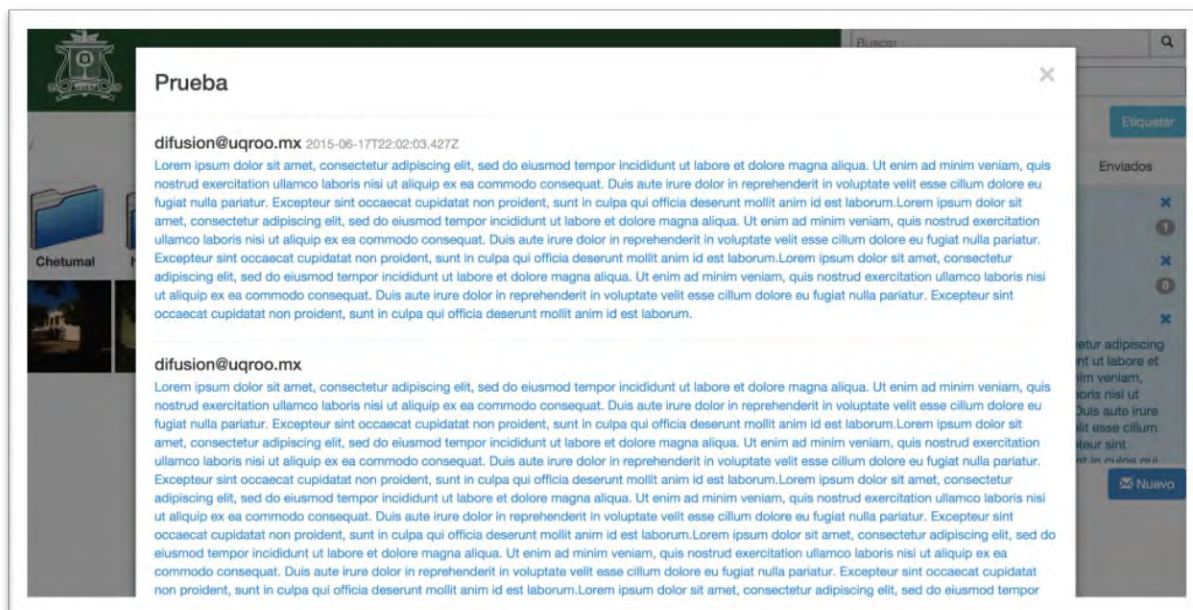 Buscar
Prueba
×
Etiquetar
difusion@uqroo.mx 2015-06-17T22:02:03.427Z
Lorem ipsum dolor sit amet, consectetur adipiscing elit, sed do eiusmod tempor incididunt ut labore et dolore magna aliqua. Ut enim ad minim veniam, quis
nostrud exercitation ullamco laboris nisi ut aliquip ex ea commodo consequat. Duis aute irure dolor in reprehenderit in voluptate velit esse cillum dolore eu
fugiat nulla pariatur. Excepteur sint occaecat cupidatat non proident, sunt in culpa qui officia deserunt mollit anim id est laborum.Lorem ipsum dolor sit
amet, consectetur adipiscing elit, sed do eiusmod tempor incididunt ut labore et dolore magna aliqua. Ut enim ad minim veniam, quis nostrud exercitation
ullamco laboris nisi ut aliquip ex ea commodo consequat. Duis aute irure dolor in reprehenderit in voluptate velit esse cillum dolore eu fugiat nulla pariatur.
Excepteur sint occaecat cupidatat non proident, sunt in culpa qui officia deserunt mollit anim id est laborum.Lorem ipsum dolor sit amet, consectetur
adipiscing elit, sed do eiusmod tempor incididunt ut labore et dolore magna aliqua. Ut enim ad minim veniam, quis nostrud exercitation ullamco laboris nisi
ut aliquip ex ea commodo consequat. Duis aute irure dolor in reprehenderit in voluptate velit esse cillum dolore eu fugiat nulla pariatur. Excepteur sint
occaecat cupidatat non proident, sunt in culpa qui officia deserunt mollit anim id est laborum.
difusion@uqroo.mx
Lorem ipsum dolor sit amet, consectetur adipiscing elit, sed do eiusmod tempor incididunt ut labore et dolore magna aliqua. Ut enim ad minim veniam, quis
nostrud exercitation ullamco laboris nisi ut aliquip ex ea commodo consequat. Duis aute irure dolor in reprehenderit in voluptate velit esse cillum dolore eu
fugiat nulla pariatur. Excepteur sint occaecat cupidatat non proident, sunt in culpa qui officia deserunt mollit anim id est laborum.Lorem ipsum dolor sit
amet, consectetur adipiscing elit, sed do eiusmod tempor incididunt ut labore et dolore magna aliqua. Ut enim ad minim veniam, quis nostrud exercitation
ullamco laboris nisi ut aliquip ex ea commodo consequat. Duis aute irure dolor in reprehenderit in voluptate velit esse cillum dolore eu fugiat nulla pariatur.
Excepteur sint occaecat cupidatat non proident, sunt in culpa qui officia deserunt mollit anim id est laborum.Lorem ipsum dolor sit amet, consectetur
adipiscing elit, sed do eiusmod tempor incididunt ut labore et dolore magna aliqua. Ut enim ad minim veniam, quis nostrud exercitation ullamco laboris nisi
ut aliquip ex ea commodo consequat. Duis aute irure dolor in reprehenderit in voluptate velit esse cillum dolore eu fugiat nulla pariatur. Excepteur sint
occaecat cupidatat non proident, sunt in culpa qui officia deserunt mollit anim id est laborum.Lorem ipsum dolor sit amet, consectetur adipiscing elit, sed do
eiusmod tempor incididunt ut labore et dolore magna aliqua. Ut enim ad minim veniam, quis nostrud exercitation ullamco laboris nisi ut aliquip ex ea
commodo consequat. Duis aute irure dolor in reprehenderit in voluptate velit esse cillum dolore eu fugiat nulla pariatur. Excepteur sint occaecat cupidatat
non proident, sunt in culpa qui officia deserunt mollit anim id est laborum.Lorem ipsum dolor sit amet, consectetur adipiscing elit, sed do eiusmod tempor
Chetumal
Enviados
1
0
adipiscing
ut labore et
veniam,
nisi ut
Duis aute irure
esse cillum
sint
Nuevo